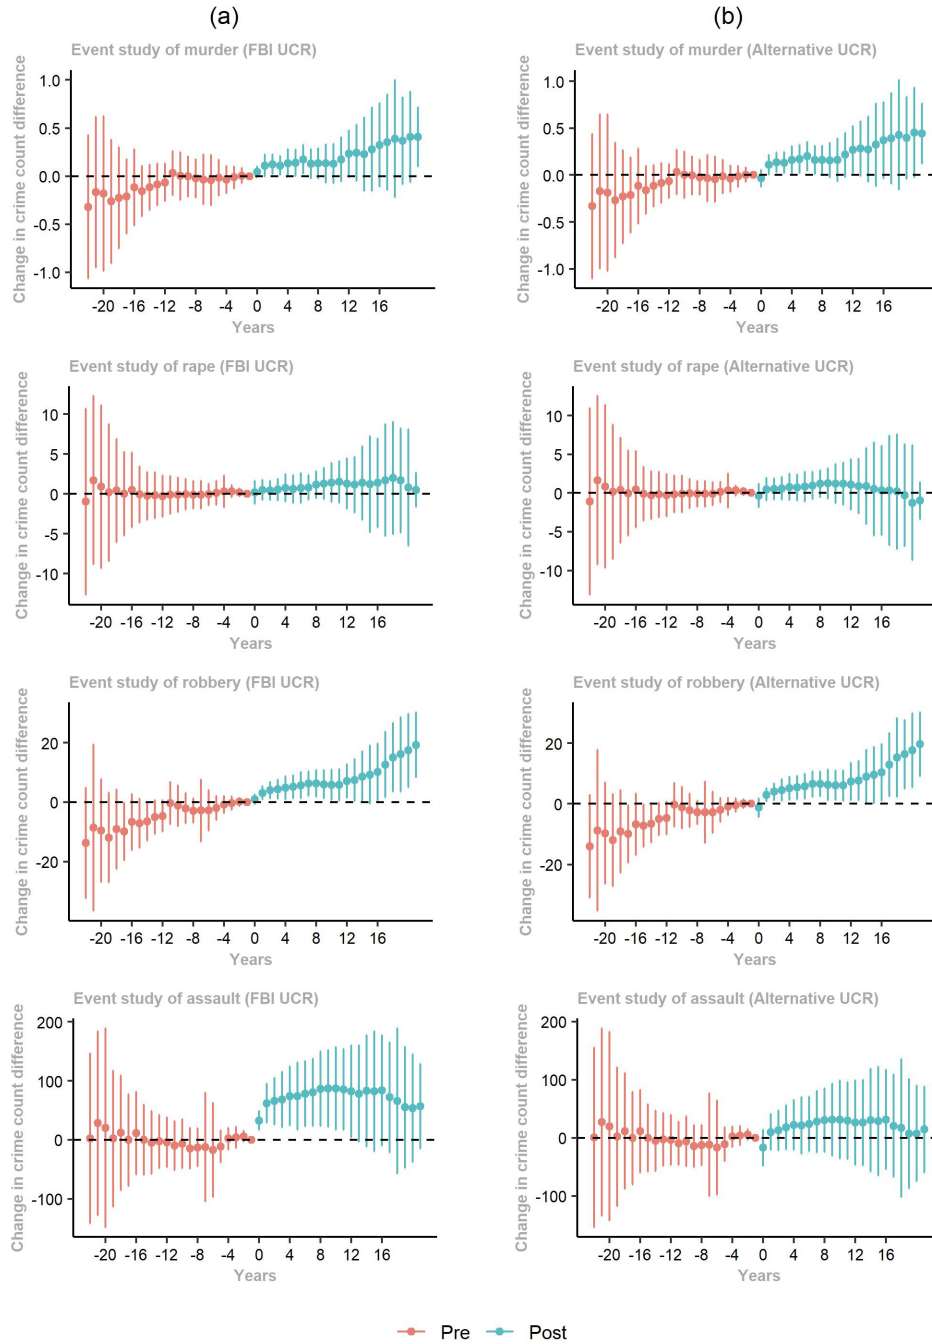 (a) (b)
Event study of murder (FBI UCR) Event study of murder (Alternative UCR)
Change in crime count difference Change in crime count difference
1.0 1.0
0.5 0.5
0.0 0.0
-0.5 -0.5
-1.0 -1.0
-20 -16 -12 -8 -4 0 4 8 12 16 -20 -16 -12 -8 -4 0 4 8 12 16
Years Years
Event study of rape (FBI UCR) Event study of rape (Alternative UCR)
Change in crime count difference Change in crime count difference
10 10
5 5
0 0
-5 -5
-10 -10
-20 -16 -12 -8 -4 0 4 8 12 16 -20 -16 -12 -8 -4 0 4 8 12 16
Years Years
Event study of robbery (FBI UCR) Event study of robbery (Alternative UCR)
Change in crime count difference Change in crime count difference
20 20
0 0
-20 -20
-20 -16 -12 -8 -4 0 4 8 12 16 -20 -16 -12 -8 -4 0 4 8 12 16
Years Years
Event study of assault (FBI UCR) Event study of assault (Alternative UCR)
Change in crime count difference Change in crime count difference
200 200
100 100
0 0
-100 -100
-20 -16 -12 -8 -4 0 4 8 12 16 -20 -16 -12 -8 -4 0 4 8 12 16
Years Years
Pre Post